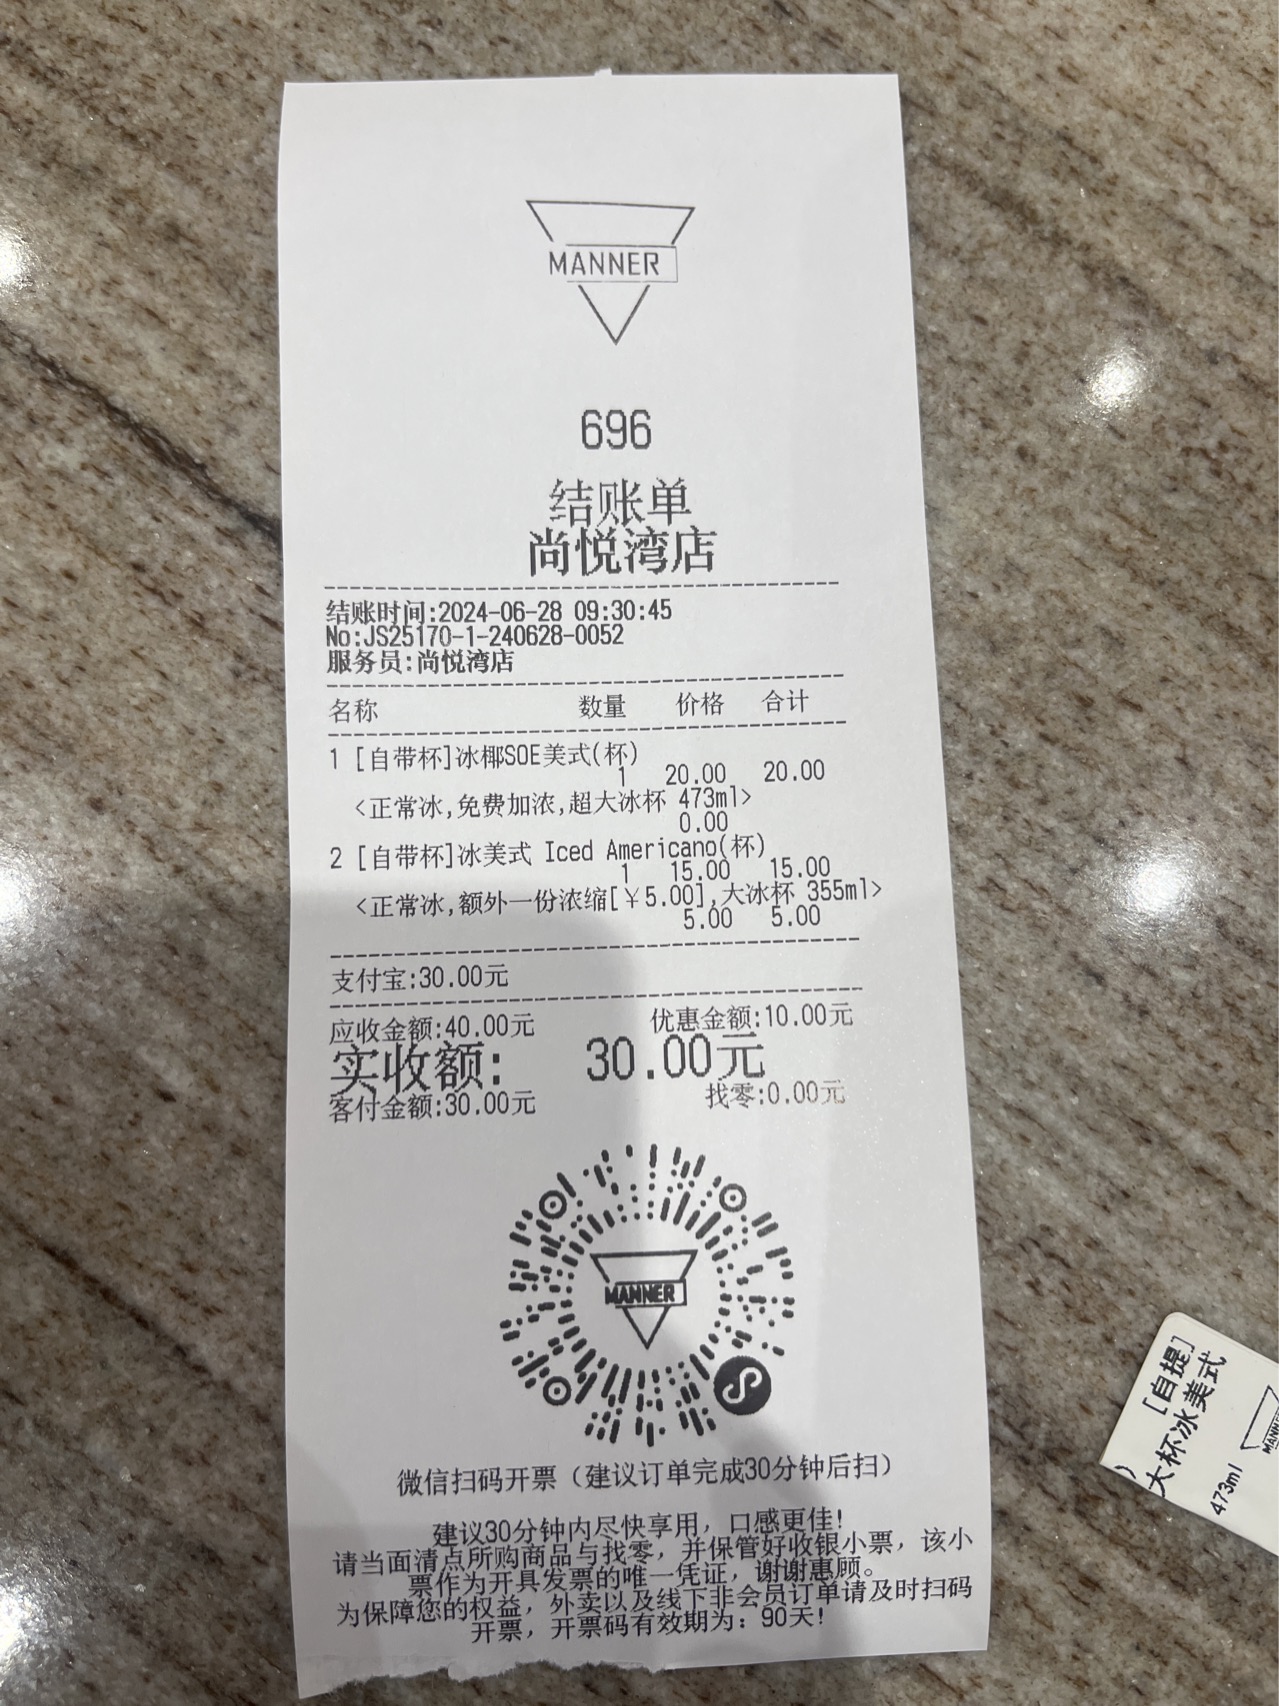 MANNER
696
结账单
尚悦湾店
结账时间:2024-06-28 09:30:45
No:JS25170-1-240628-0052
服务员:尚悦湾店
名称 数量 价格 合计
1 [自带杯]冰椰SOE美式(杯)
1 20.00 20.00
<正常冰,免费加浓,超大冰杯 473ml>
0.00
2 [自带杯]冰美式 Iced Americano(杯)
1 15.00 15.00
<正常冰,额外一份浓缩[￥5.00],大冰杯 355ml>
5.00 5.00
支付宝:30.00元
应收金额:40.00元 优惠金额:10.00元
实收额: 30.00元
客付金额:30.00元 找零:0.00元
MANNER
微信扫码开票（建议订单完成30分钟后扫）
建议30分钟内尽快享用，口感更佳!
请当面清点所购商品与找零，并保管好收银小票，该小
票作为开具发票的唯一凭证，谢谢惠顾。
为保障您的权益，外卖以及线下非会员订单请及时扫码
开票，开票码有效期为：90天!
[自提]
大杯冰美式
473ml
MANNER